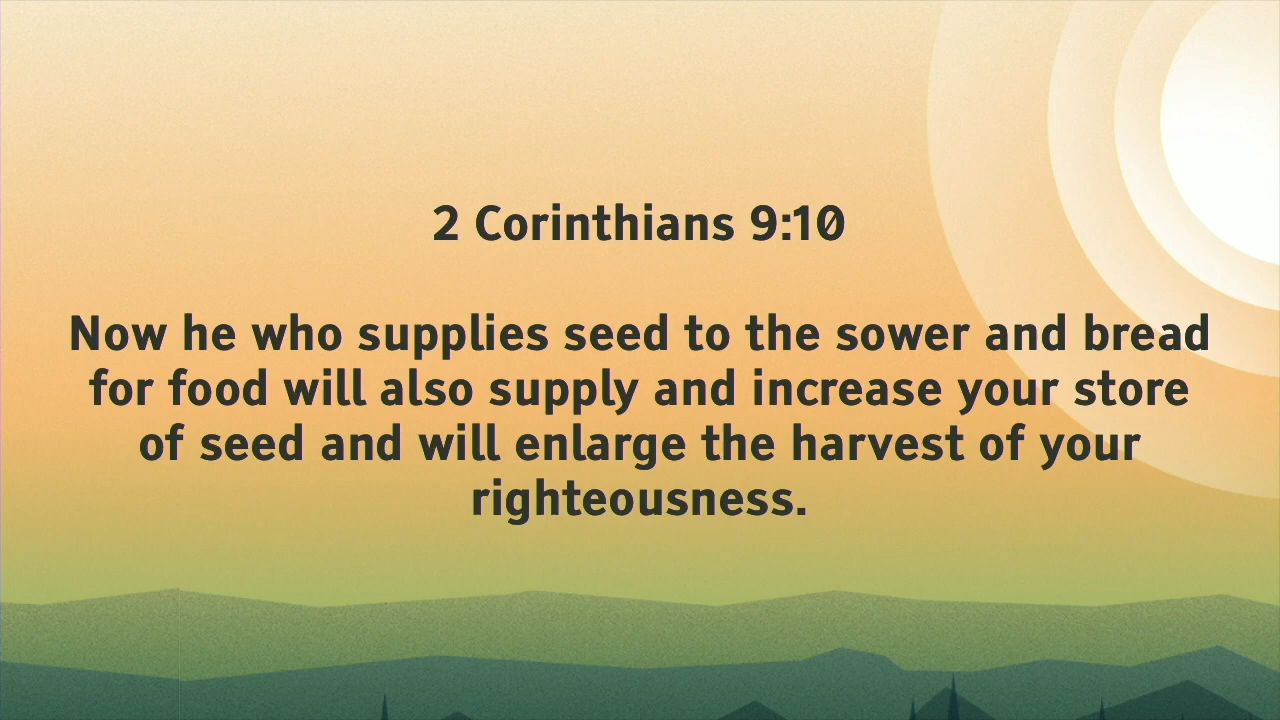 2 Corinthians 9:10
Now he who supplies seed to the sower and bread
for food will also supply and increase your store
of seed and will enlarge the harvest of your
righteousness.